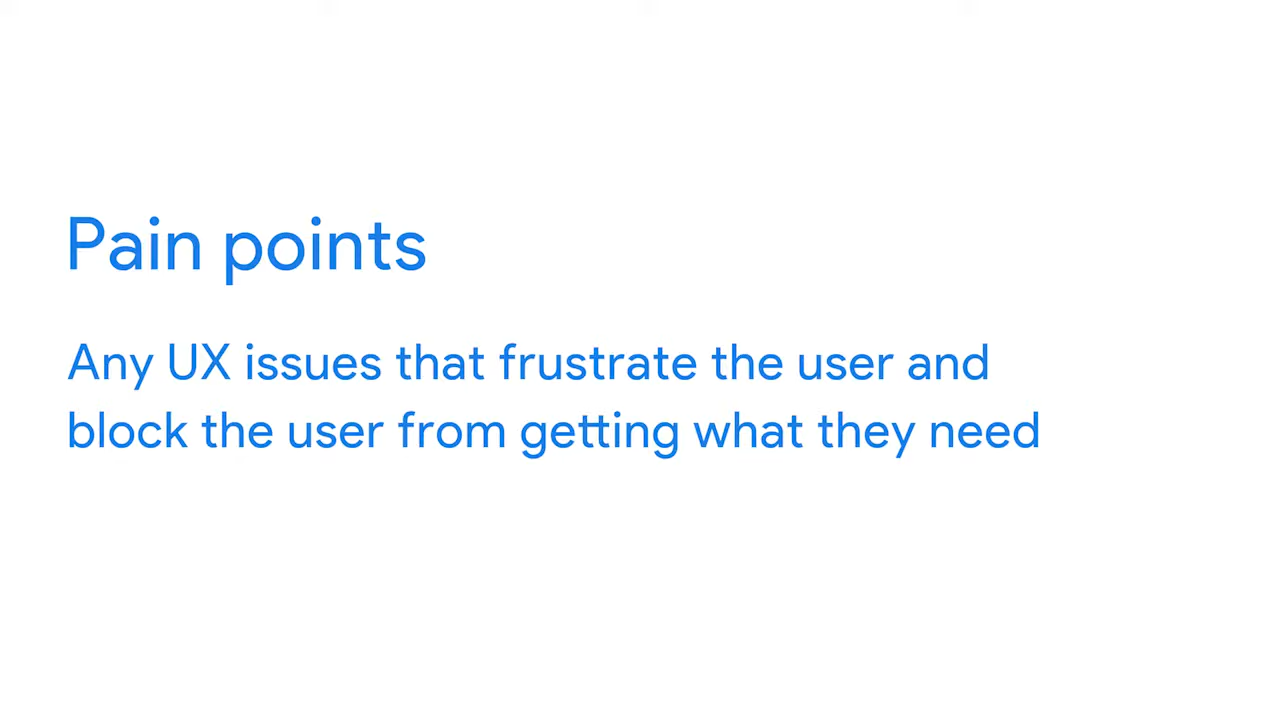 Pain points
Any UX issues that frustrate the user and
block the user from getting what they need